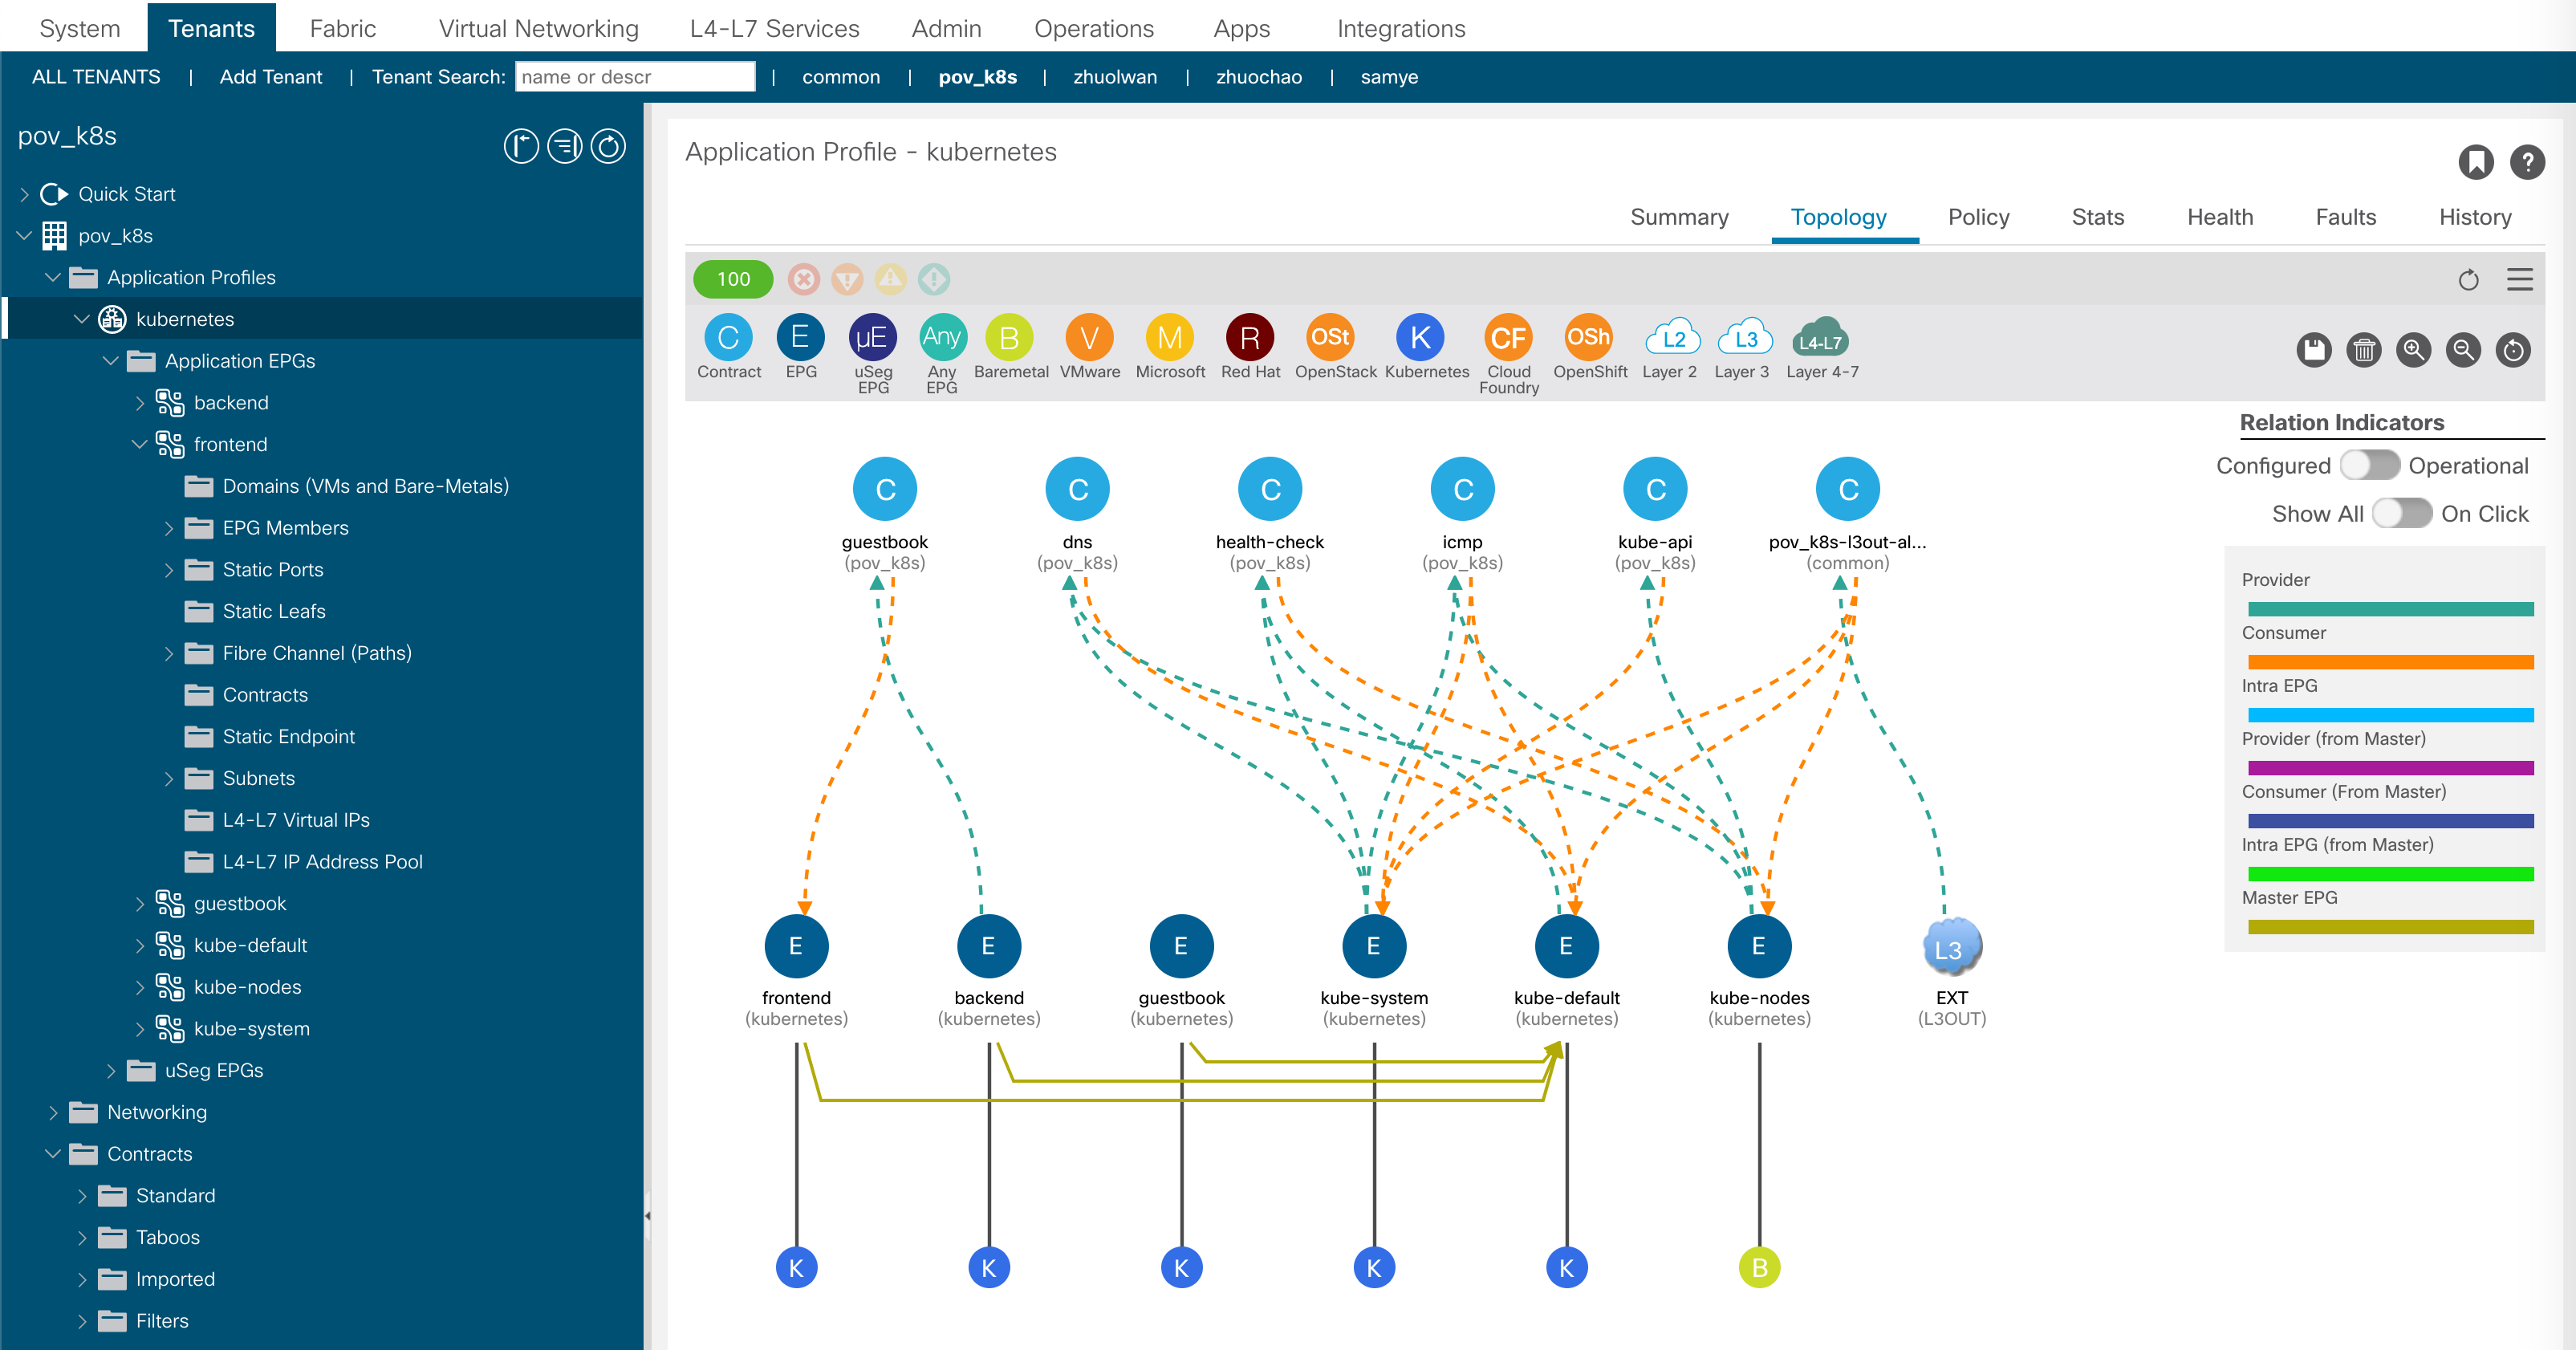 System Tenants Fabric Virtual Networking L4-L7 Services Admin Operations Apps Integrations
ALL TENANTS | Add Tenant | Tenant Search: name or descr | common | pov_k8s | zhuolwan | zhuochao | samye
pov_k8s
Quick Start
pov_k8s
Application Profiles
kubernetes
Application EPGs
backend
frontend
Domains (VMs and Bare-Metals)
EPG Members
Static Ports
Static Leafs
Fibre Channel (Paths)
Contracts
Static Endpoint
Subnets
L4-L7 Virtual IPs
L4-L7 IP Address Pool
guestbook
kube-default
kube-nodes
kube-system
uSeg EPGs
Networking
Contracts
Standard
Taboos
Imported
Filters
Application Profile - kubernetes
?
Summary Topology Policy Stats Health Faults History
100
C E µE Any B V M R OSt K CF OSh L2 L3 L4-L7
Contract EPG uSeg EPG Any EPG Baremetal VMware Microsoft Red Hat OpenStack Kubernetes Cloud Foundry OpenShift Layer 2 Layer 3 Layer 4-7
C C C C C C
guestbook dns health-check icmp kube-api pov_k8s-l3out-al...
(pov_k8s) (pov_k8s) (pov_k8s) (pov_k8s) (pov_k8s) (common)
E E E E E E L3
frontend backend guestbook kube-system kube-default kube-nodes EXT
(kubernetes) (kubernetes) (kubernetes) (kubernetes) (kubernetes) (kubernetes) (L3OUT)
K K K K K B
Relation Indicators
Configured Operational
Show All On Click
Provider
Consumer
Intra EPG
Provider (from Master)
Consumer (From Master)
Intra EPG (from Master)
Master EPG